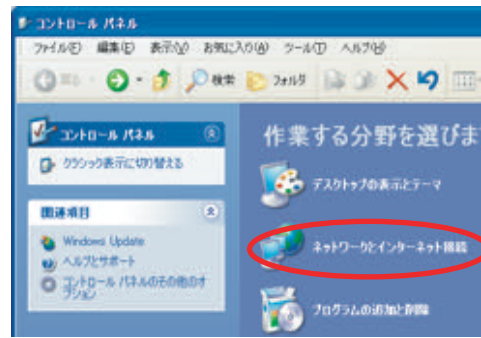 コントロール パネル
ファイル(F) 編集(E) 表示(V) お気に入り(A) ツール(T) ヘルプ(H)
戻る 検索 フォルダ
コントロール パネル
クラシック表示に切り替える
関連項目
Windows Update
ヘルプとサポート
コントロール パネルのその他のオ
プション
作業する分野を選びま
デスクトップの表示とテーマ
ネットワークとインターネット接続
プログラムの追加と削除